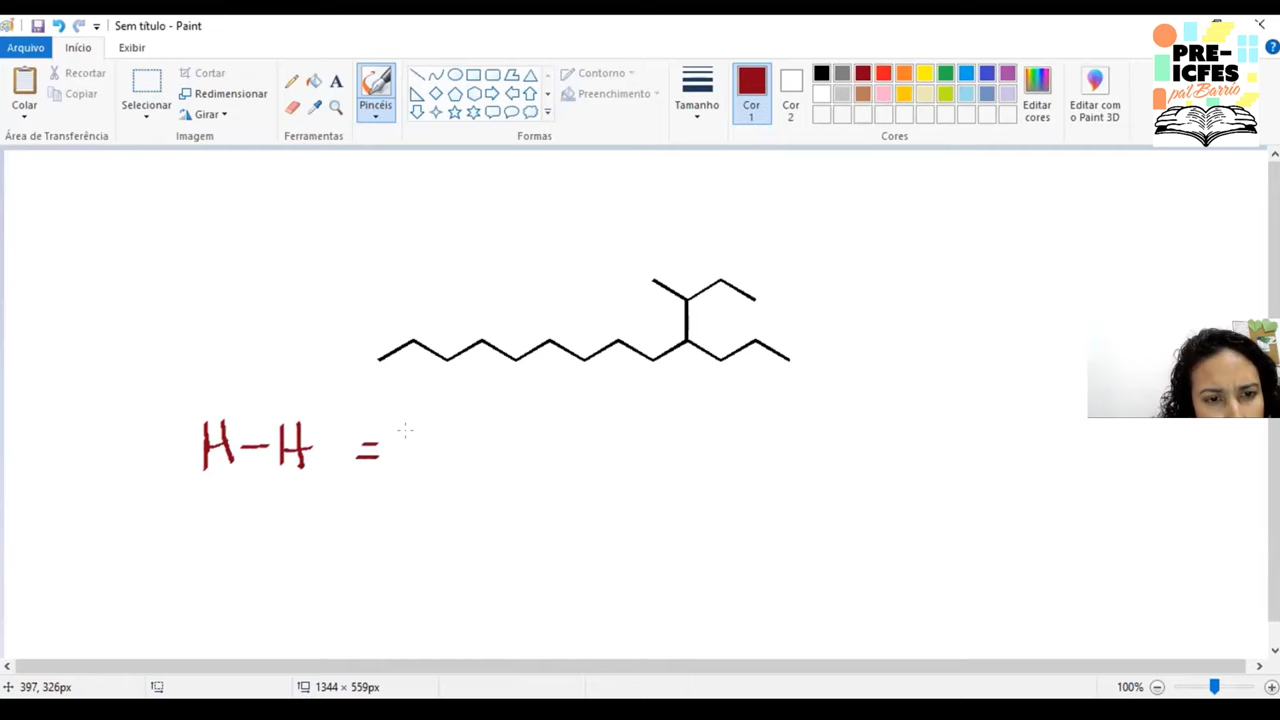 Sem título - Paint
Arquivo Início Exibir
Colar
Recortar
Copiar
Área de Transferência
Selecionar
Cortar
Redimensionar
Girar
Imagem
A
Ferramentas
Pincéis
Contorno
Preenchimento
Formas
Tamanho
Cor 1
Cor 2
Editar cores
Cores
Editar com o Paint 3D
?
PRE-
ICFES
pal Barrio
H-H =
397, 326px
1344 × 559px
100%